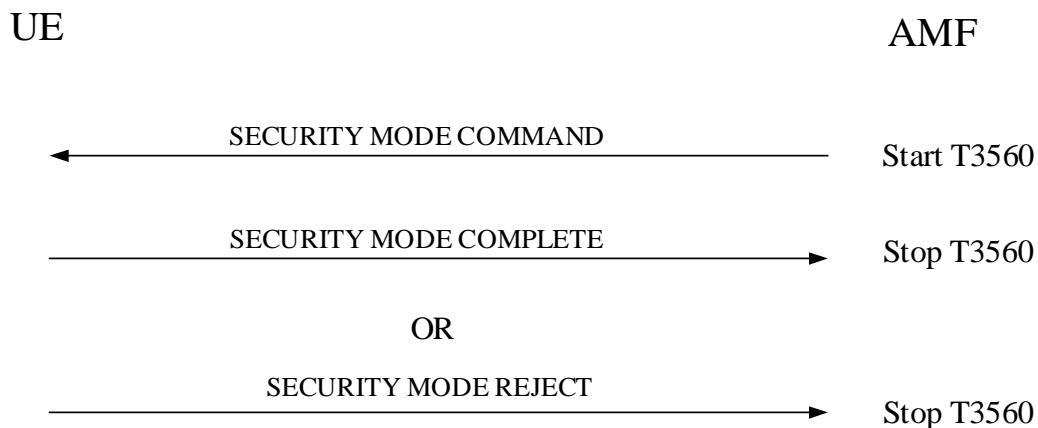 UE
AMF
SECURITY MODE COMMAND
Start T3560
SECURITY MODE COMPLETE
Stop T3560
OR
SECURITY MODE REJECT
Stop T3560